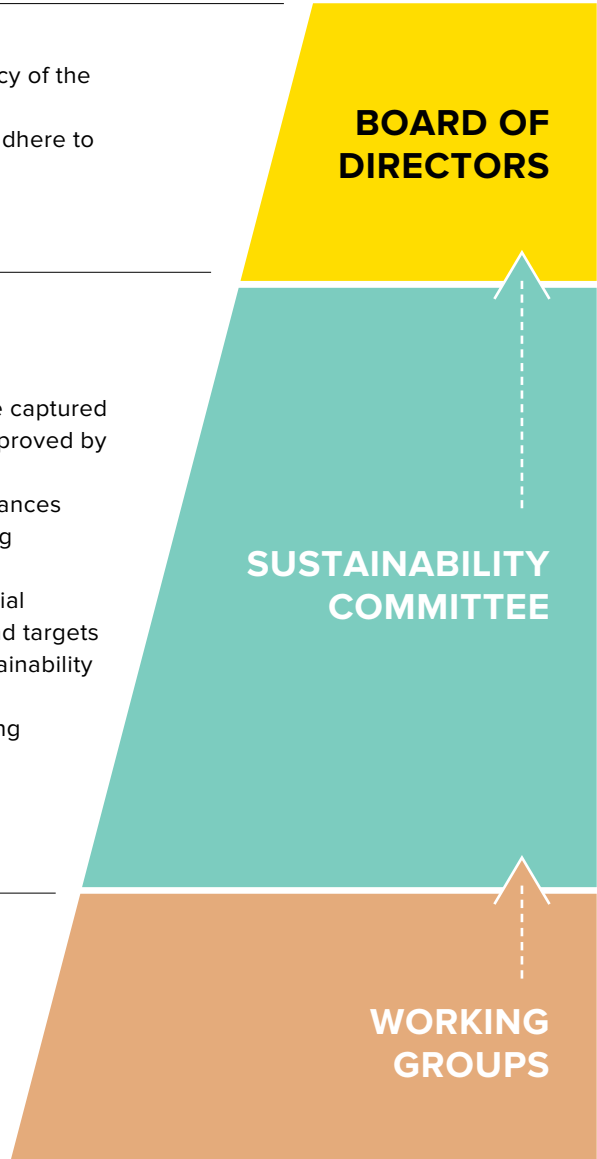 cy of the
dhere to
BOARD OF
DIRECTORS
captured
proved by
ances
g
ial
d targets
ainability
ng
SUSTAINABILITY
COMMITTEE
WORKING
GROUPS